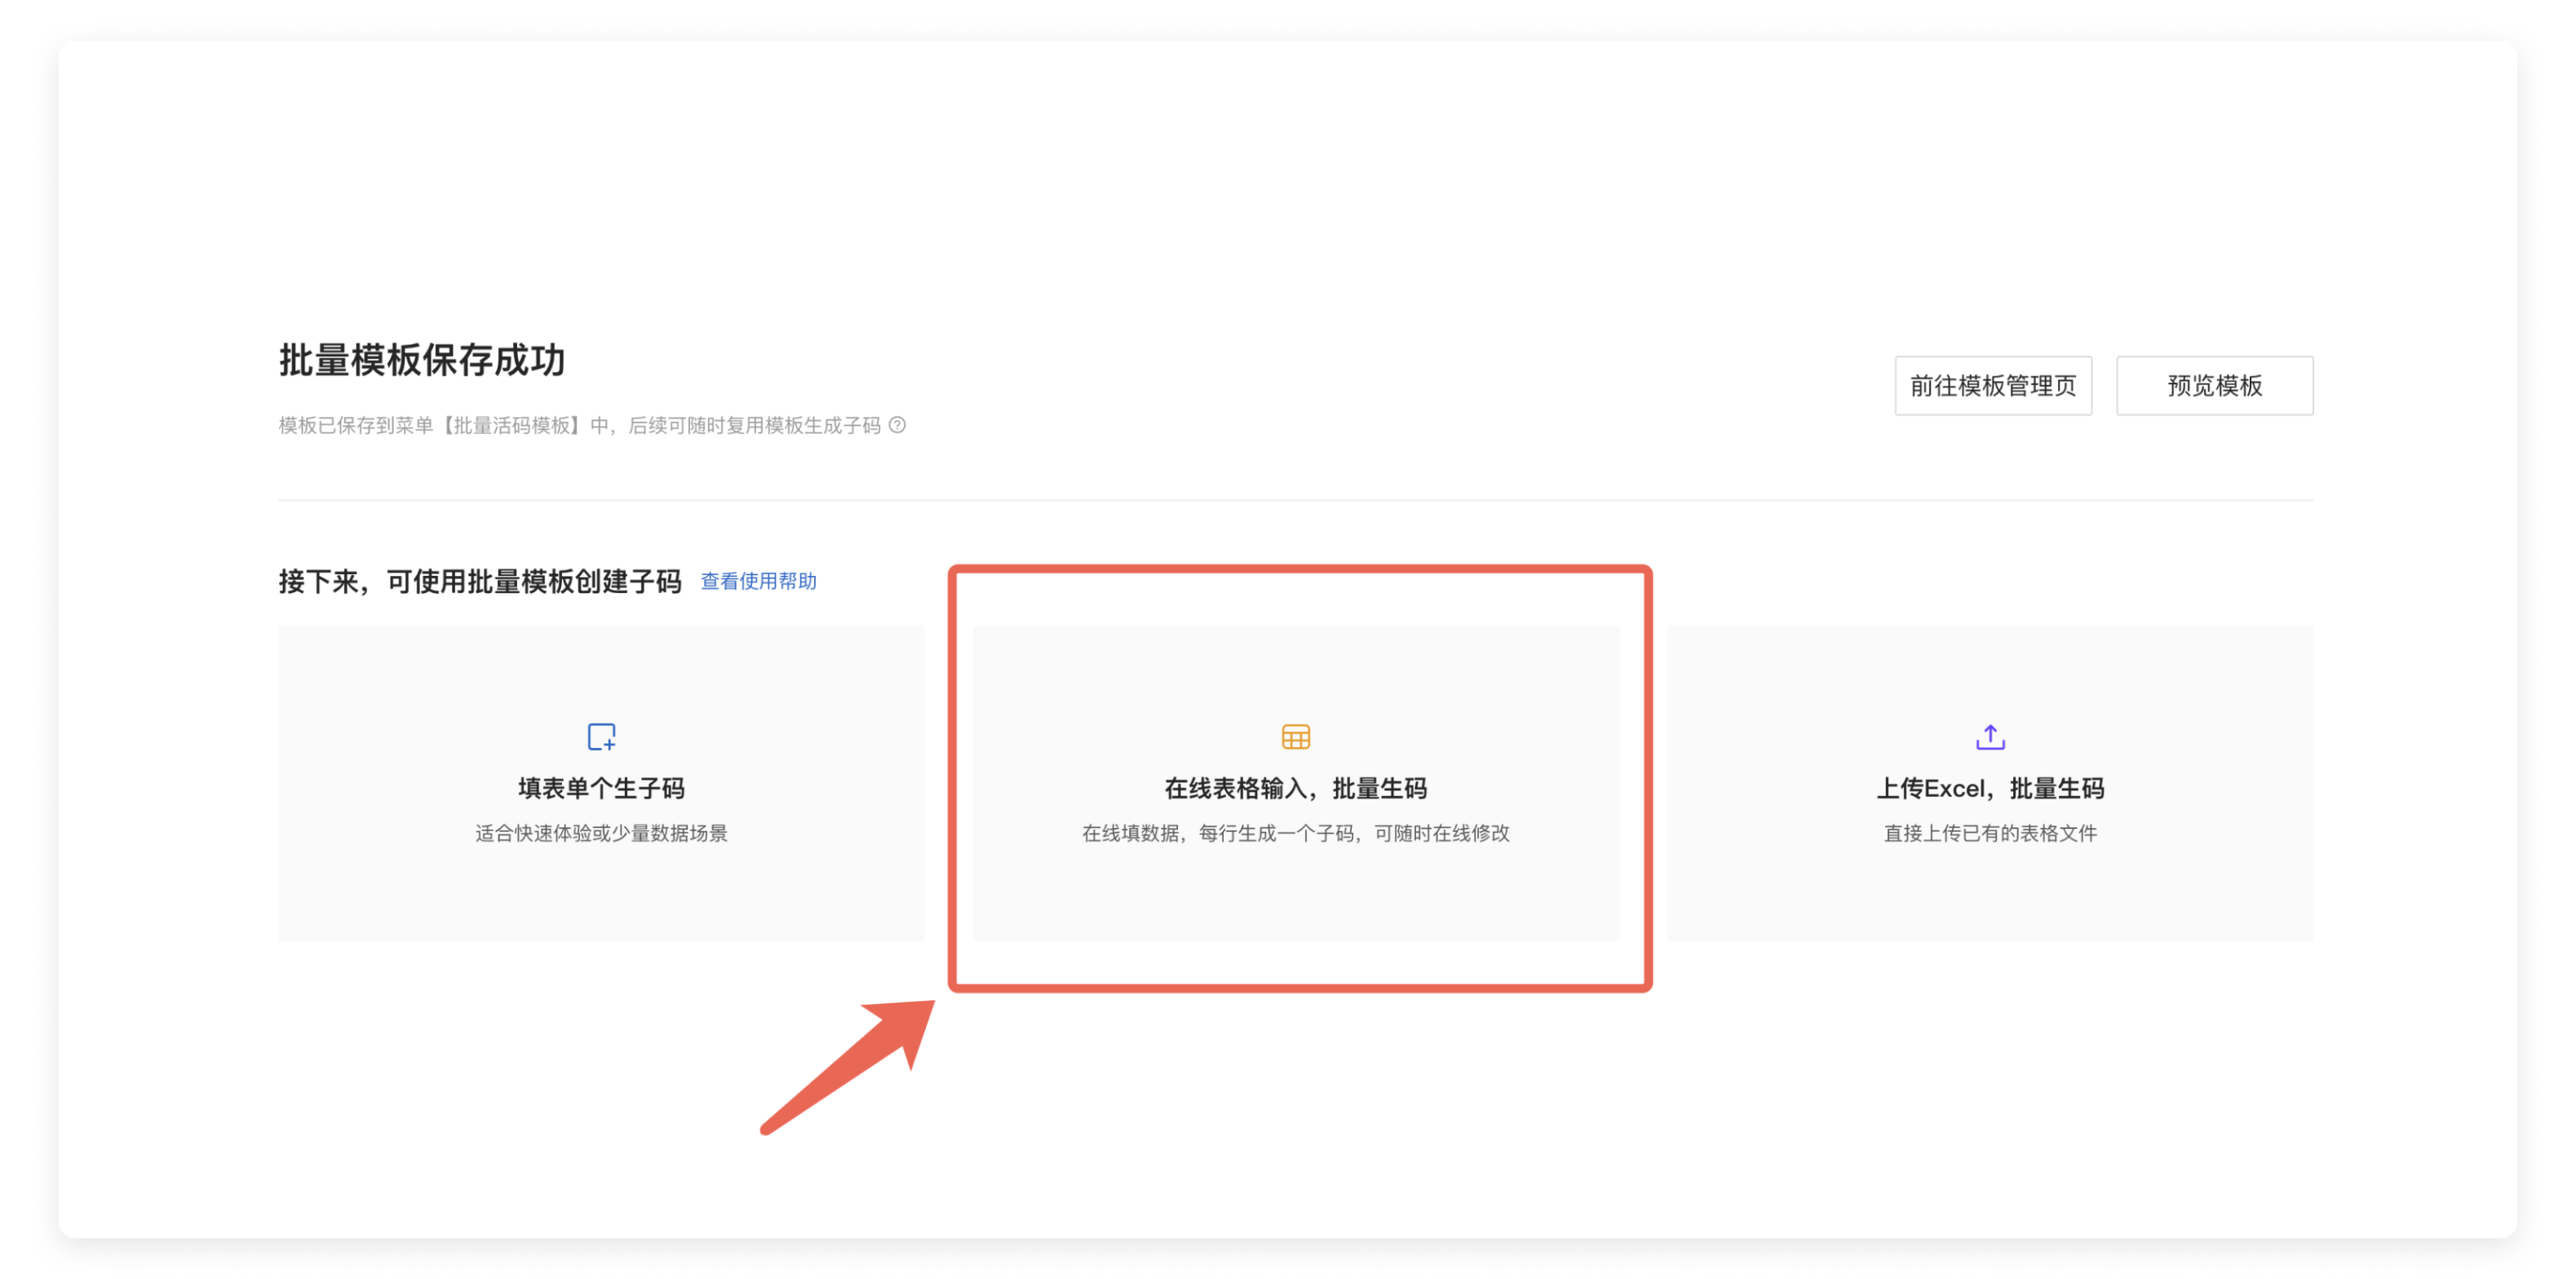 批量模板保存成功
前往模板管理页
预览模板
模板已保存到菜单【批量活码模板】中，后续可随时复用模板生成子码
接下来，可使用批量模板创建子码 查看使用帮助
填表单个生子码
适合快速体验或少量数据场景
在线表格输入，批量生码
在线填数据，每行生成一个子码，可随时在线修改
上传Excel，批量生码
直接上传已有的表格文件